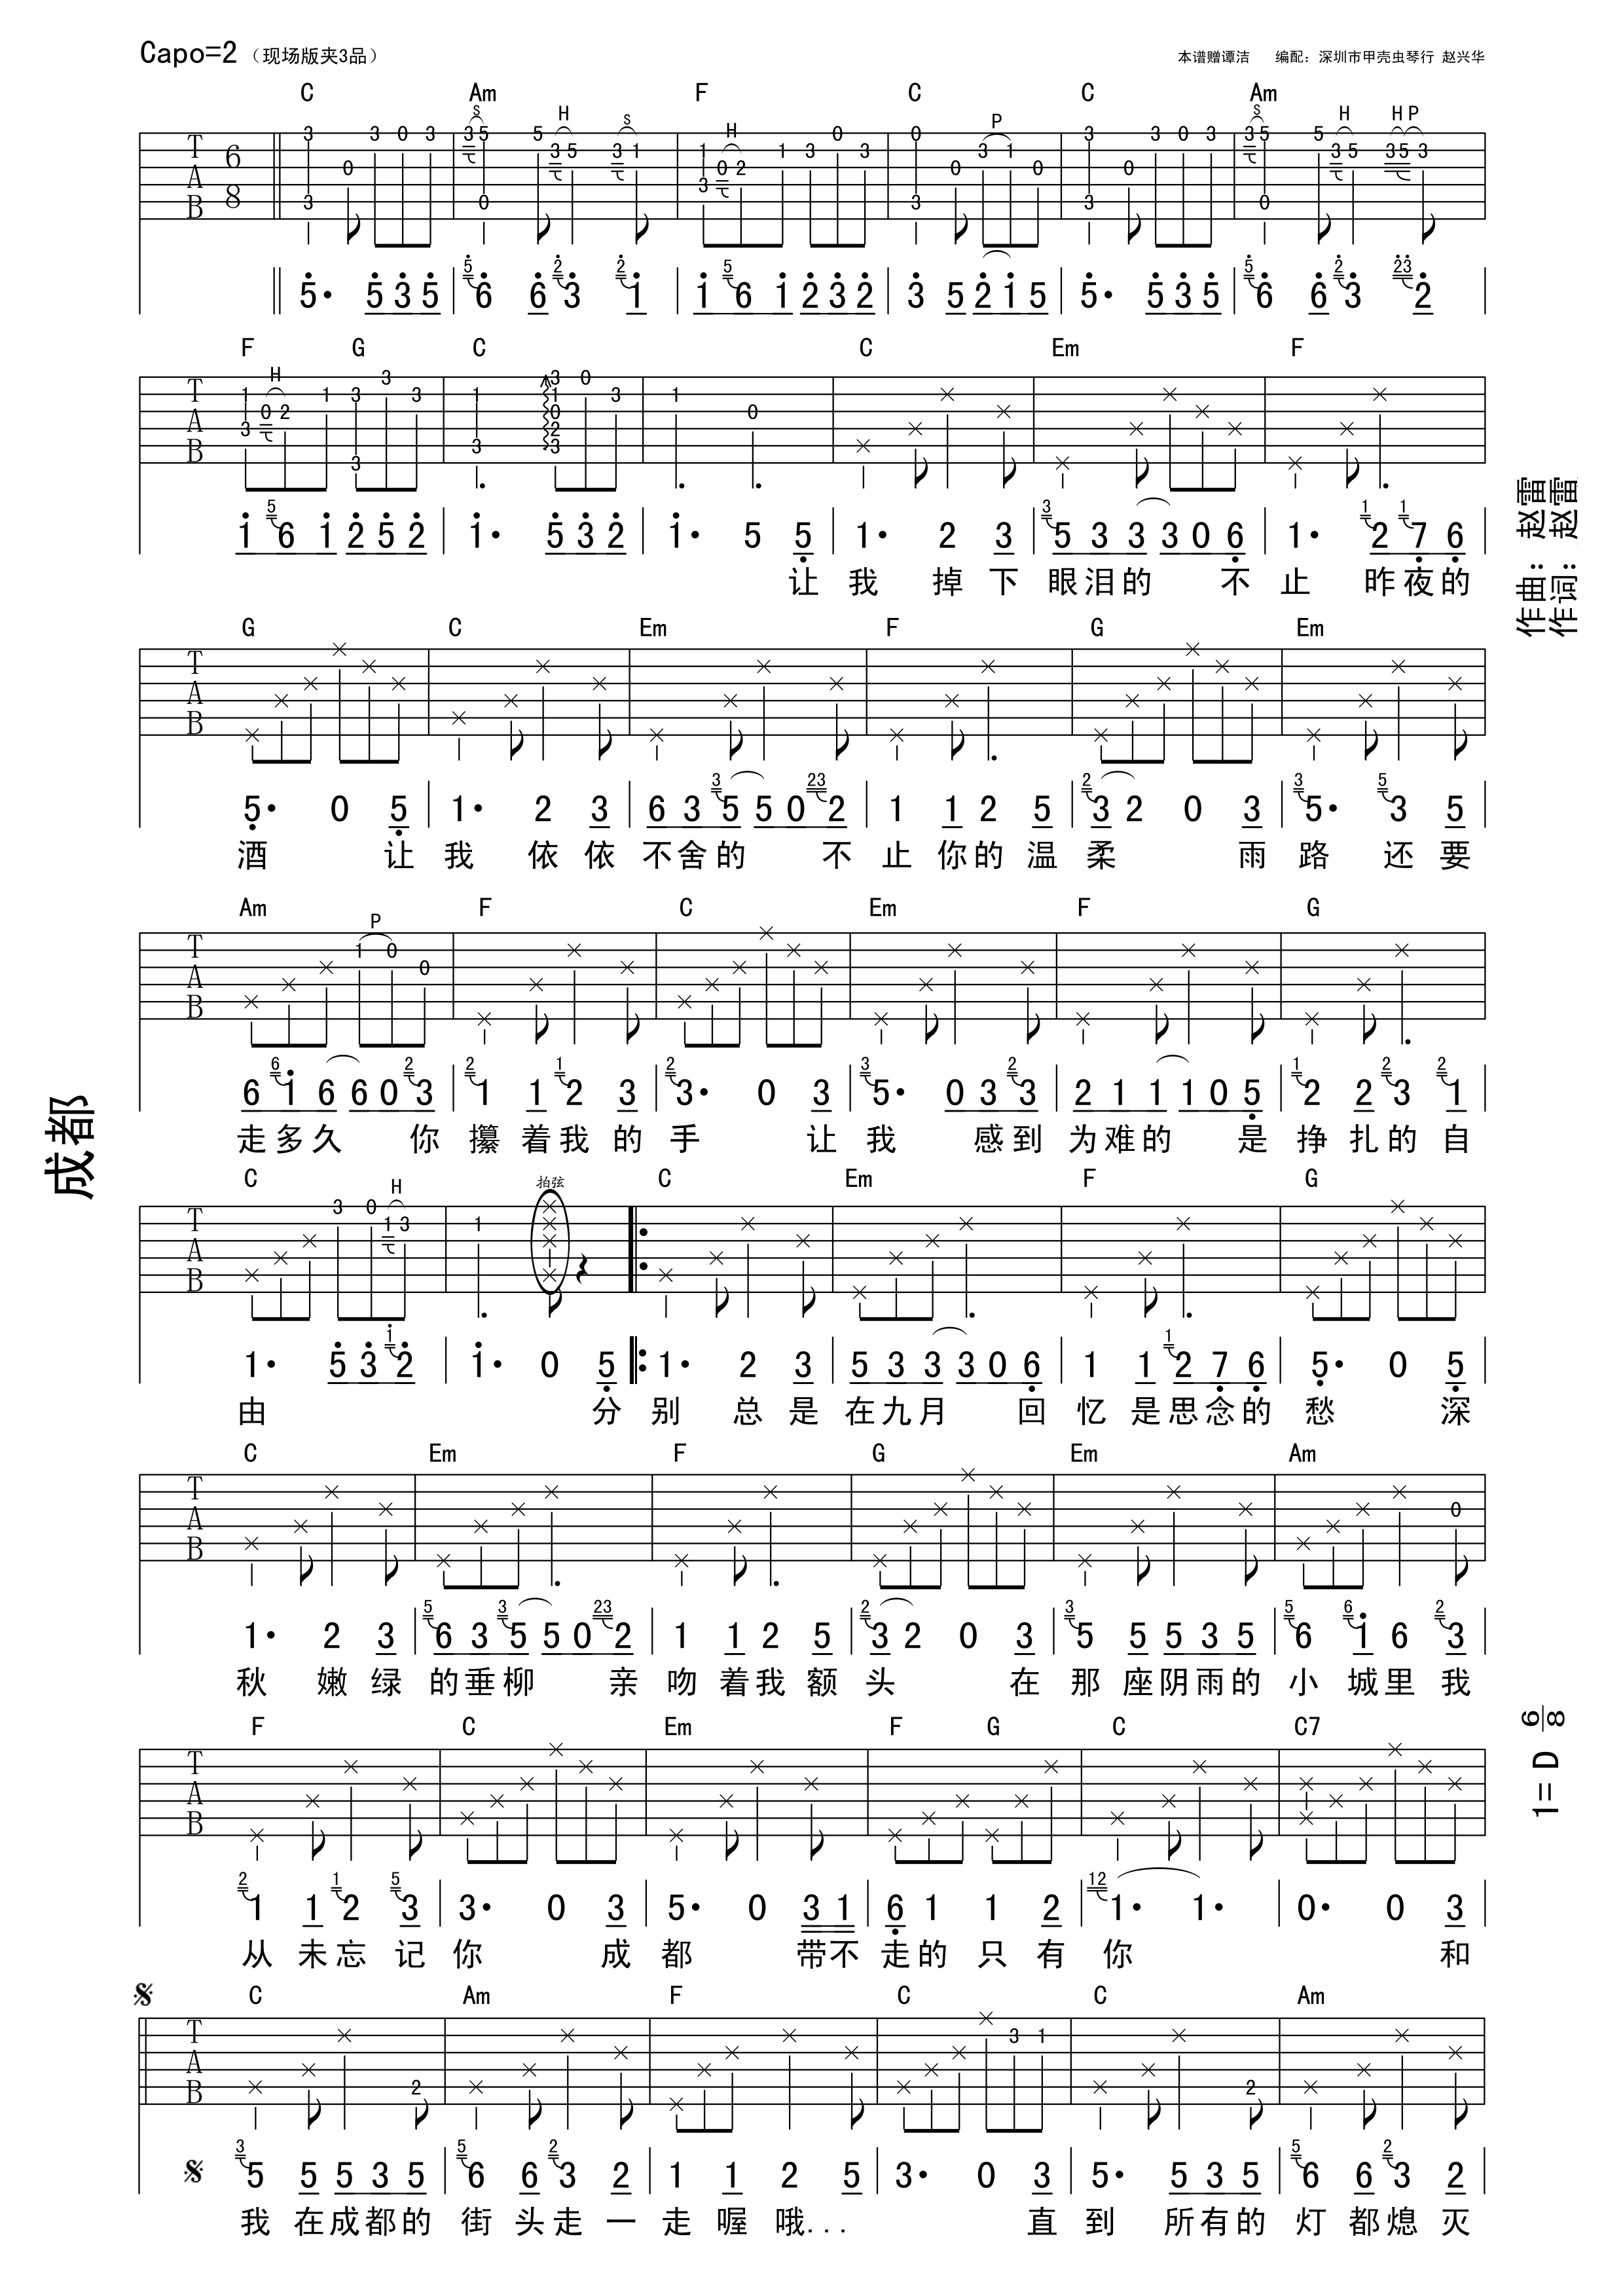 Capo=2 （现场版夹3品） 本谱赠谭洁 编配：深圳市甲壳虫琴行 赵兴华
成都
作曲：赵雷
作词：赵雷
1=D 6/8
C Am F C C Am
S H S H P S H H P
T A B 6 8
5· 5 3 5 6 6 3 1 1 6 1 2 3 2 3 5 2 1 5 5· 5 3 5 6 6 3 2
F G C C Em F
H
T A B
1 6 1 2 5 2 1· 5 3 2 1· 5 5 1· 2 3 5 3 3 3 0 6 1· 2 7 6
让 我 掉 下 眼 泪 的 不 止 昨 夜 的
G C Em F G Em
T A B
5· 0 5 1· 2 3 6 3 5 5 0 2 1 1 2 5 3 2 0 3 5· 3 5
酒 让 我 依 依 不 舍 的 不 止 你 的 温 柔 雨 路 还 要
Am F C Em F G
P
T A B
6 1 6 6 0 3 1 1 2 3 3· 0 3 5· 0 3 3 2 1 1 1 0 5 2 2 3 1
走 多 久 你 攥 着 我 的 手 让 我 感 到 为 难 的 是 挣 扎 的 自
C H 拍弦 C Em F G
T A B
1· 5 3 2 1· 0 5 1· 2 3 5 3 3 3 0 6 1 1 2 7 6 5· 0 5
由 分 别 总 是 在 九 月 回 忆 是 思 念 的 愁 深
C Em F G Em Am
T A B
1· 2 3 6 3 5 5 0 2 1 1 2 5 3 2 0 3 5 5 5 3 5 6 1 6 3
秋 嫩 绿 的 垂 柳 亲 吻 着 我 额 头 在 那 座 阴 雨 的 小 城 里 我
F C Em F G C C7
T A B
1 1 2 3 3· 0 3 5· 0 3 1 6 1 1 2 1· 1· 0· 0 3
从 未 忘 记 你 成 都 带 不 走 的 只 有 你 和
C Am F C C Am
T A B
5 5 5 3 5 6 6 3 2 1 1 2 5 3· 0 3 5· 5 3 5 6 6 3 2
我 在 成 都 的 街 头 走 一 走 喔 哦... 直 到 所 有 的 灯 都 熄 灭